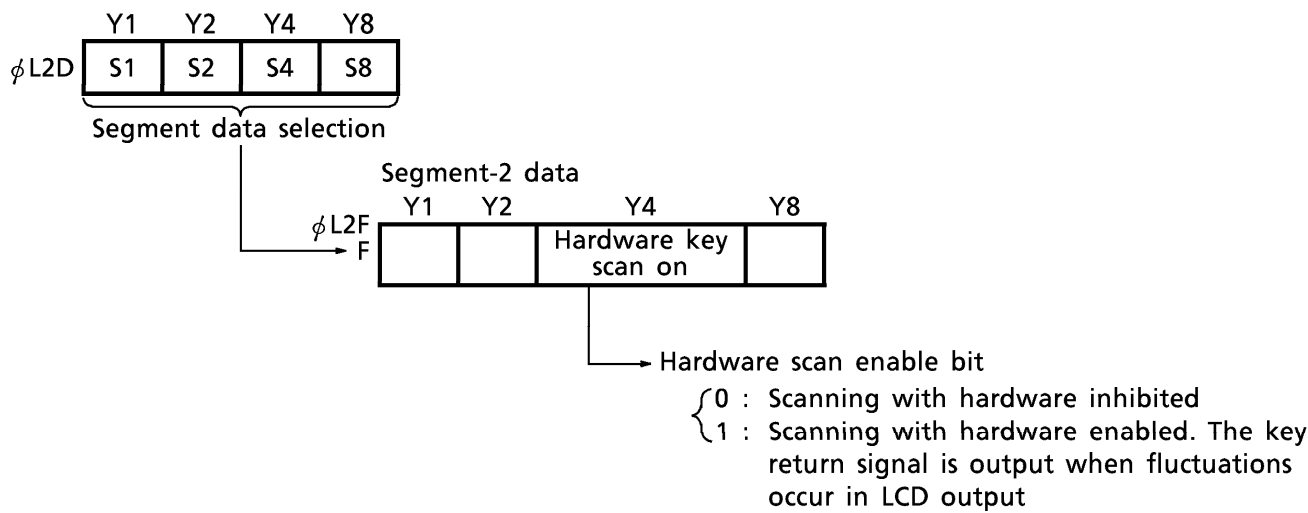 Y1 Y2 Y4 Y8
ϕL2D S1 S2 S4 S8
Segment data selection
Segment-2 data
Y1 Y2 Y4 Y8
ϕL2F
F
Hardware key
scan on
Hardware scan enable bit
0 : Scanning with hardware inhibited
1 : Scanning with hardware enabled. The key
return signal is output when fluctuations
occur in LCD output